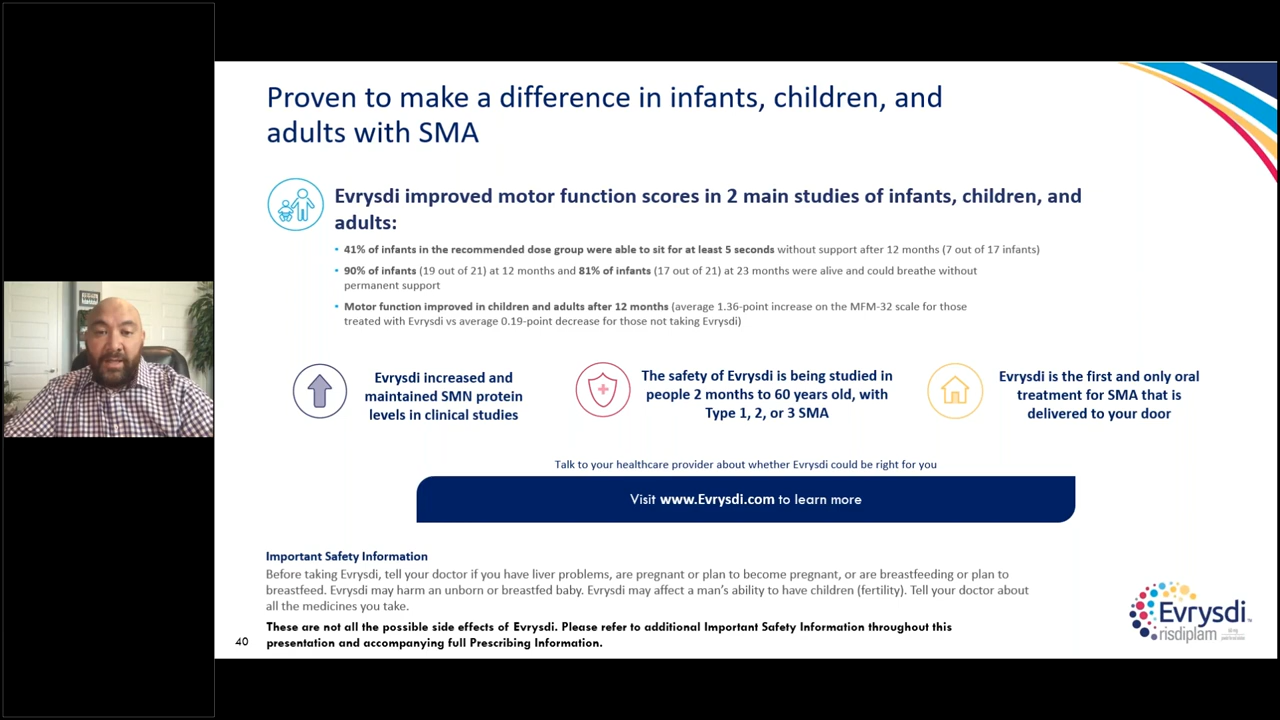 Proven to make a difference in infants, children, and
adults with SMA
Evrysdi improved motor function scores in 2 main studies of infants, children, and
adults:
• 41% of infants in the recommended dose group were able to sit for at least 5 seconds without support after 12 months (7 out of 17 infants)
• 90% of infants (19 out of 21) at 12 months and 81% of infants (17 out of 21) at 23 months were alive and could breathe without
permanent support
• Motor function improved in children and adults after 12 months (average 1.36-point increase on the MFM-32 scale for those
treated with Evrysdi vs average 0.19-point decrease for those not taking Evrysdi)
Evrysdi increased and
maintained SMN protein
levels in clinical studies
The safety of Evrysdi is being studied in
people 2 months to 60 years old, with
Type 1, 2, or 3 SMA
Evrysdi is the first and only oral
treatment for SMA that is
delivered to your door
Talk to your healthcare provider about whether Evrysdi could be right for you
Visit www.Evrysdi.com to learn more
Important Safety Information
Before taking Evrysdi, tell your doctor if you have liver problems, are pregnant or plan to become pregnant, or are breastfeeding or plan to
breastfeed. Evrysdi may harm an unborn or breastfed baby. Evrysdi may affect a man's ability to have children (fertility). Tell your doctor about
all the medicines you take.
These are not all the possible side effects of Evrysdi. Please refer to additional Important Safety Information throughout this
presentation and accompanying full Prescribing Information.
40
Evrysdi™
risdiplam